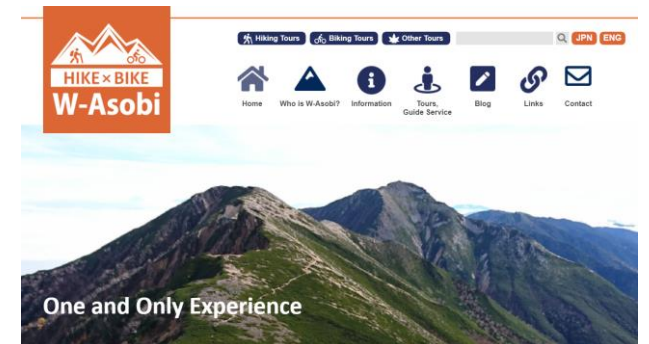 Hiking Tours Biking Tours Other Tours JPN ENG
HIKE×BIKE
W-Asobi
Home Who is W-Asobi? Information Tours, Blog Links Contact
Guide Service
One and Only Experience